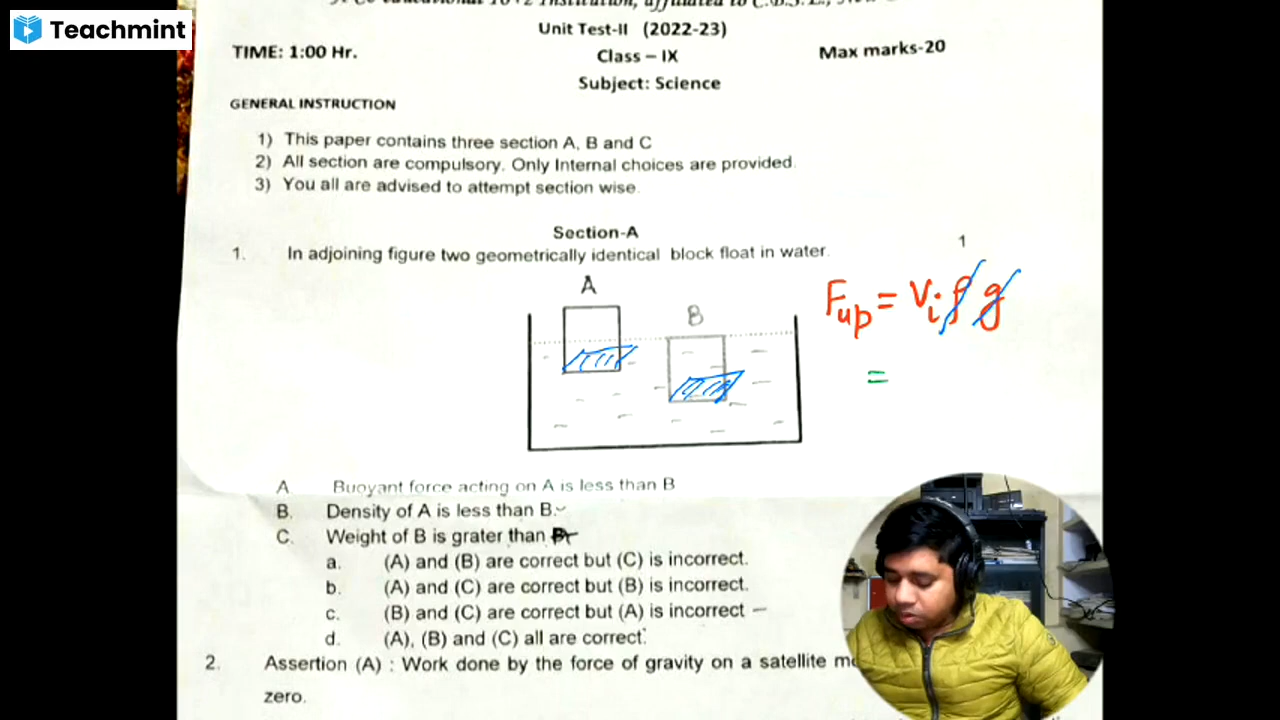 Teachmint
Unit Test-II (2022-23)
TIME: 1:00 Hr.
Class – IX
Max marks-20
Subject: Science
GENERAL INSTRUCTION
1) This paper contains three section A, B and C
2) All section are compulsory. Only Internal choices are provided.
3) You all are advised to attempt section wise.
Section-A
1. In adjoining figure two geometrically identical block float in water. 1
A
B
Fup = Vi ρ g
=
A Buoyant force acting on A is less than B
B. Density of A is less than B.
C. Weight of B is grater than
a. (A) and (B) are correct but (C) is incorrect.
b. (A) and (C) are correct but (B) is incorrect.
c. (B) and (C) are correct but (A) is incorrect
d. (A), (B) and (C) all are correct.
2. Assertion (A) : Work done by the force of gravity on a satellite
zero.